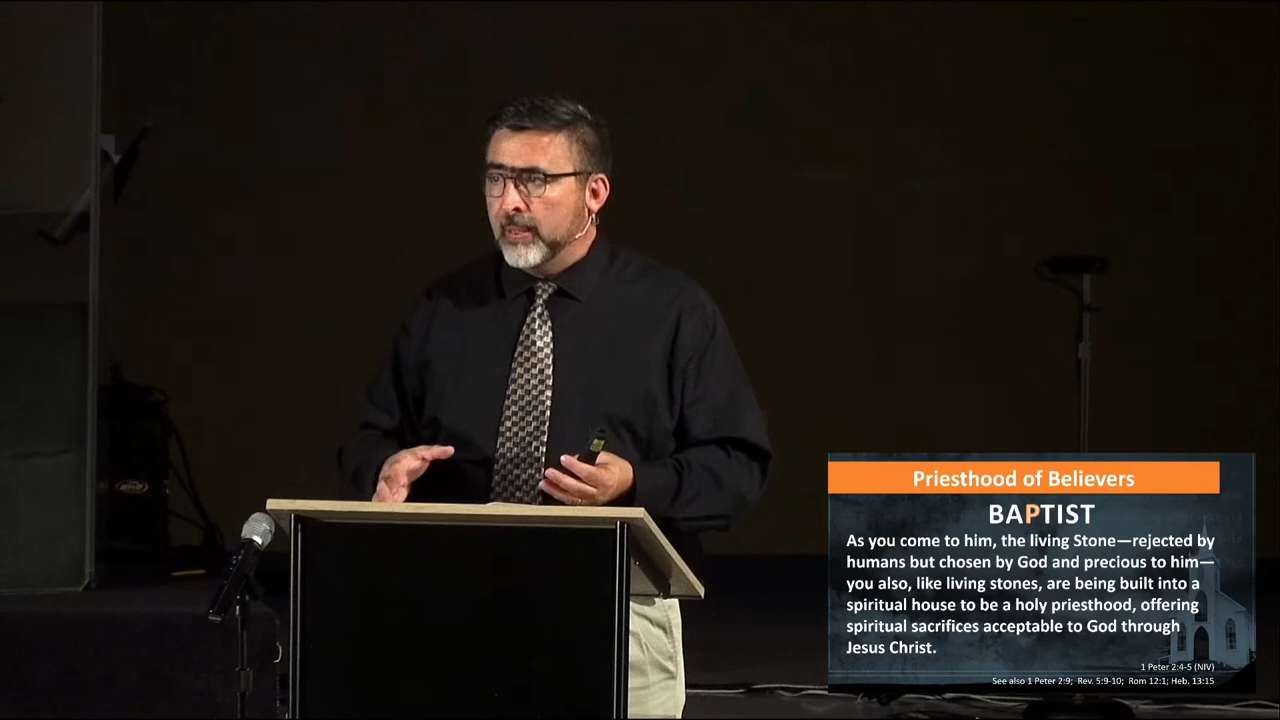 Priesthood of Believers
BAPTIST
As you come to him, the living Stone—rejected by
humans but chosen by God and precious to him—
you also, like living stones, are being built into a
spiritual house to be a holy priesthood, offering
spiritual sacrifices acceptable to God through
Jesus Christ.
1 Peter 2:4-5 (NIV)
See also 1 Peter 2:9; Rev. 5:9-10; Rom 12:1; Heb. 13:15